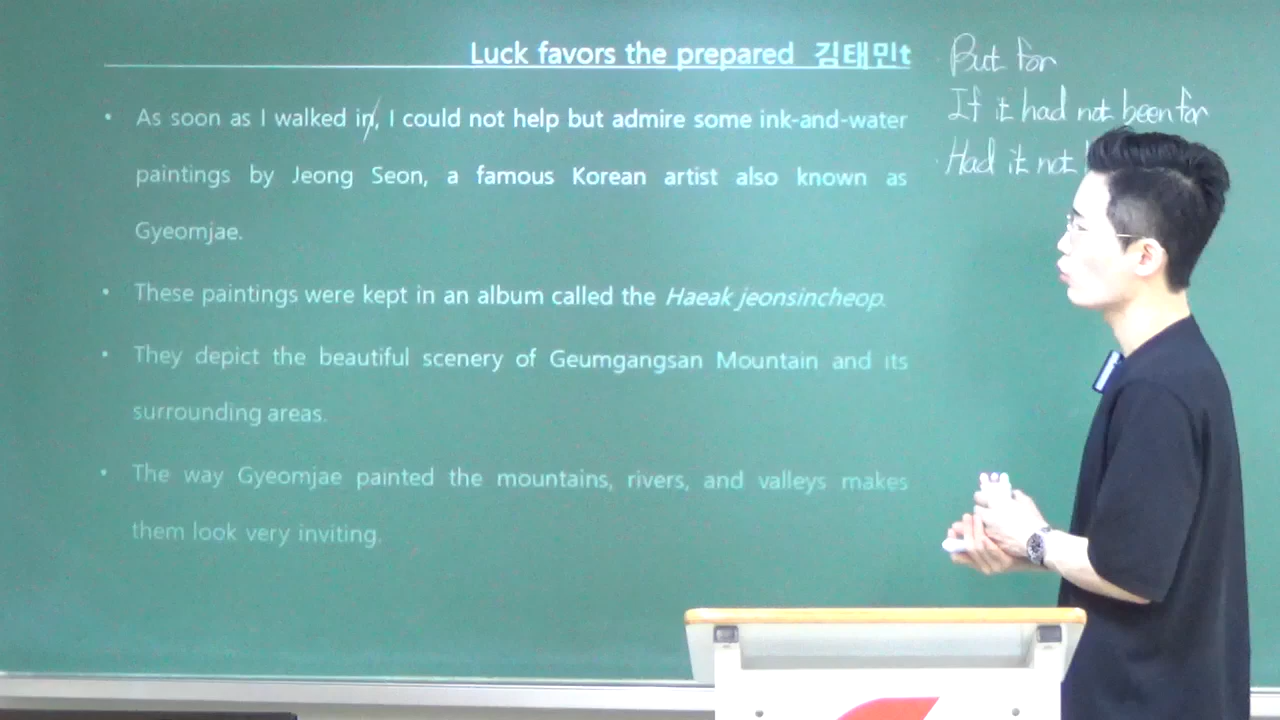 Luck favors the prepared 김태민t
• As soon as I walked in, I could not help but admire some ink-and-water
paintings by Jeong Seon, a famous Korean artist also known as
Gyeomjae.
• These paintings were kept in an album called the Haeak jeonsincheop.
• They depict the beautiful scenery of Geumgangsan Mountain and its
surrounding areas.
• The way Gyeomjae painted the mountains, rivers, and valleys makes
them look very inviting.
But for
If it had not been for
Had it not